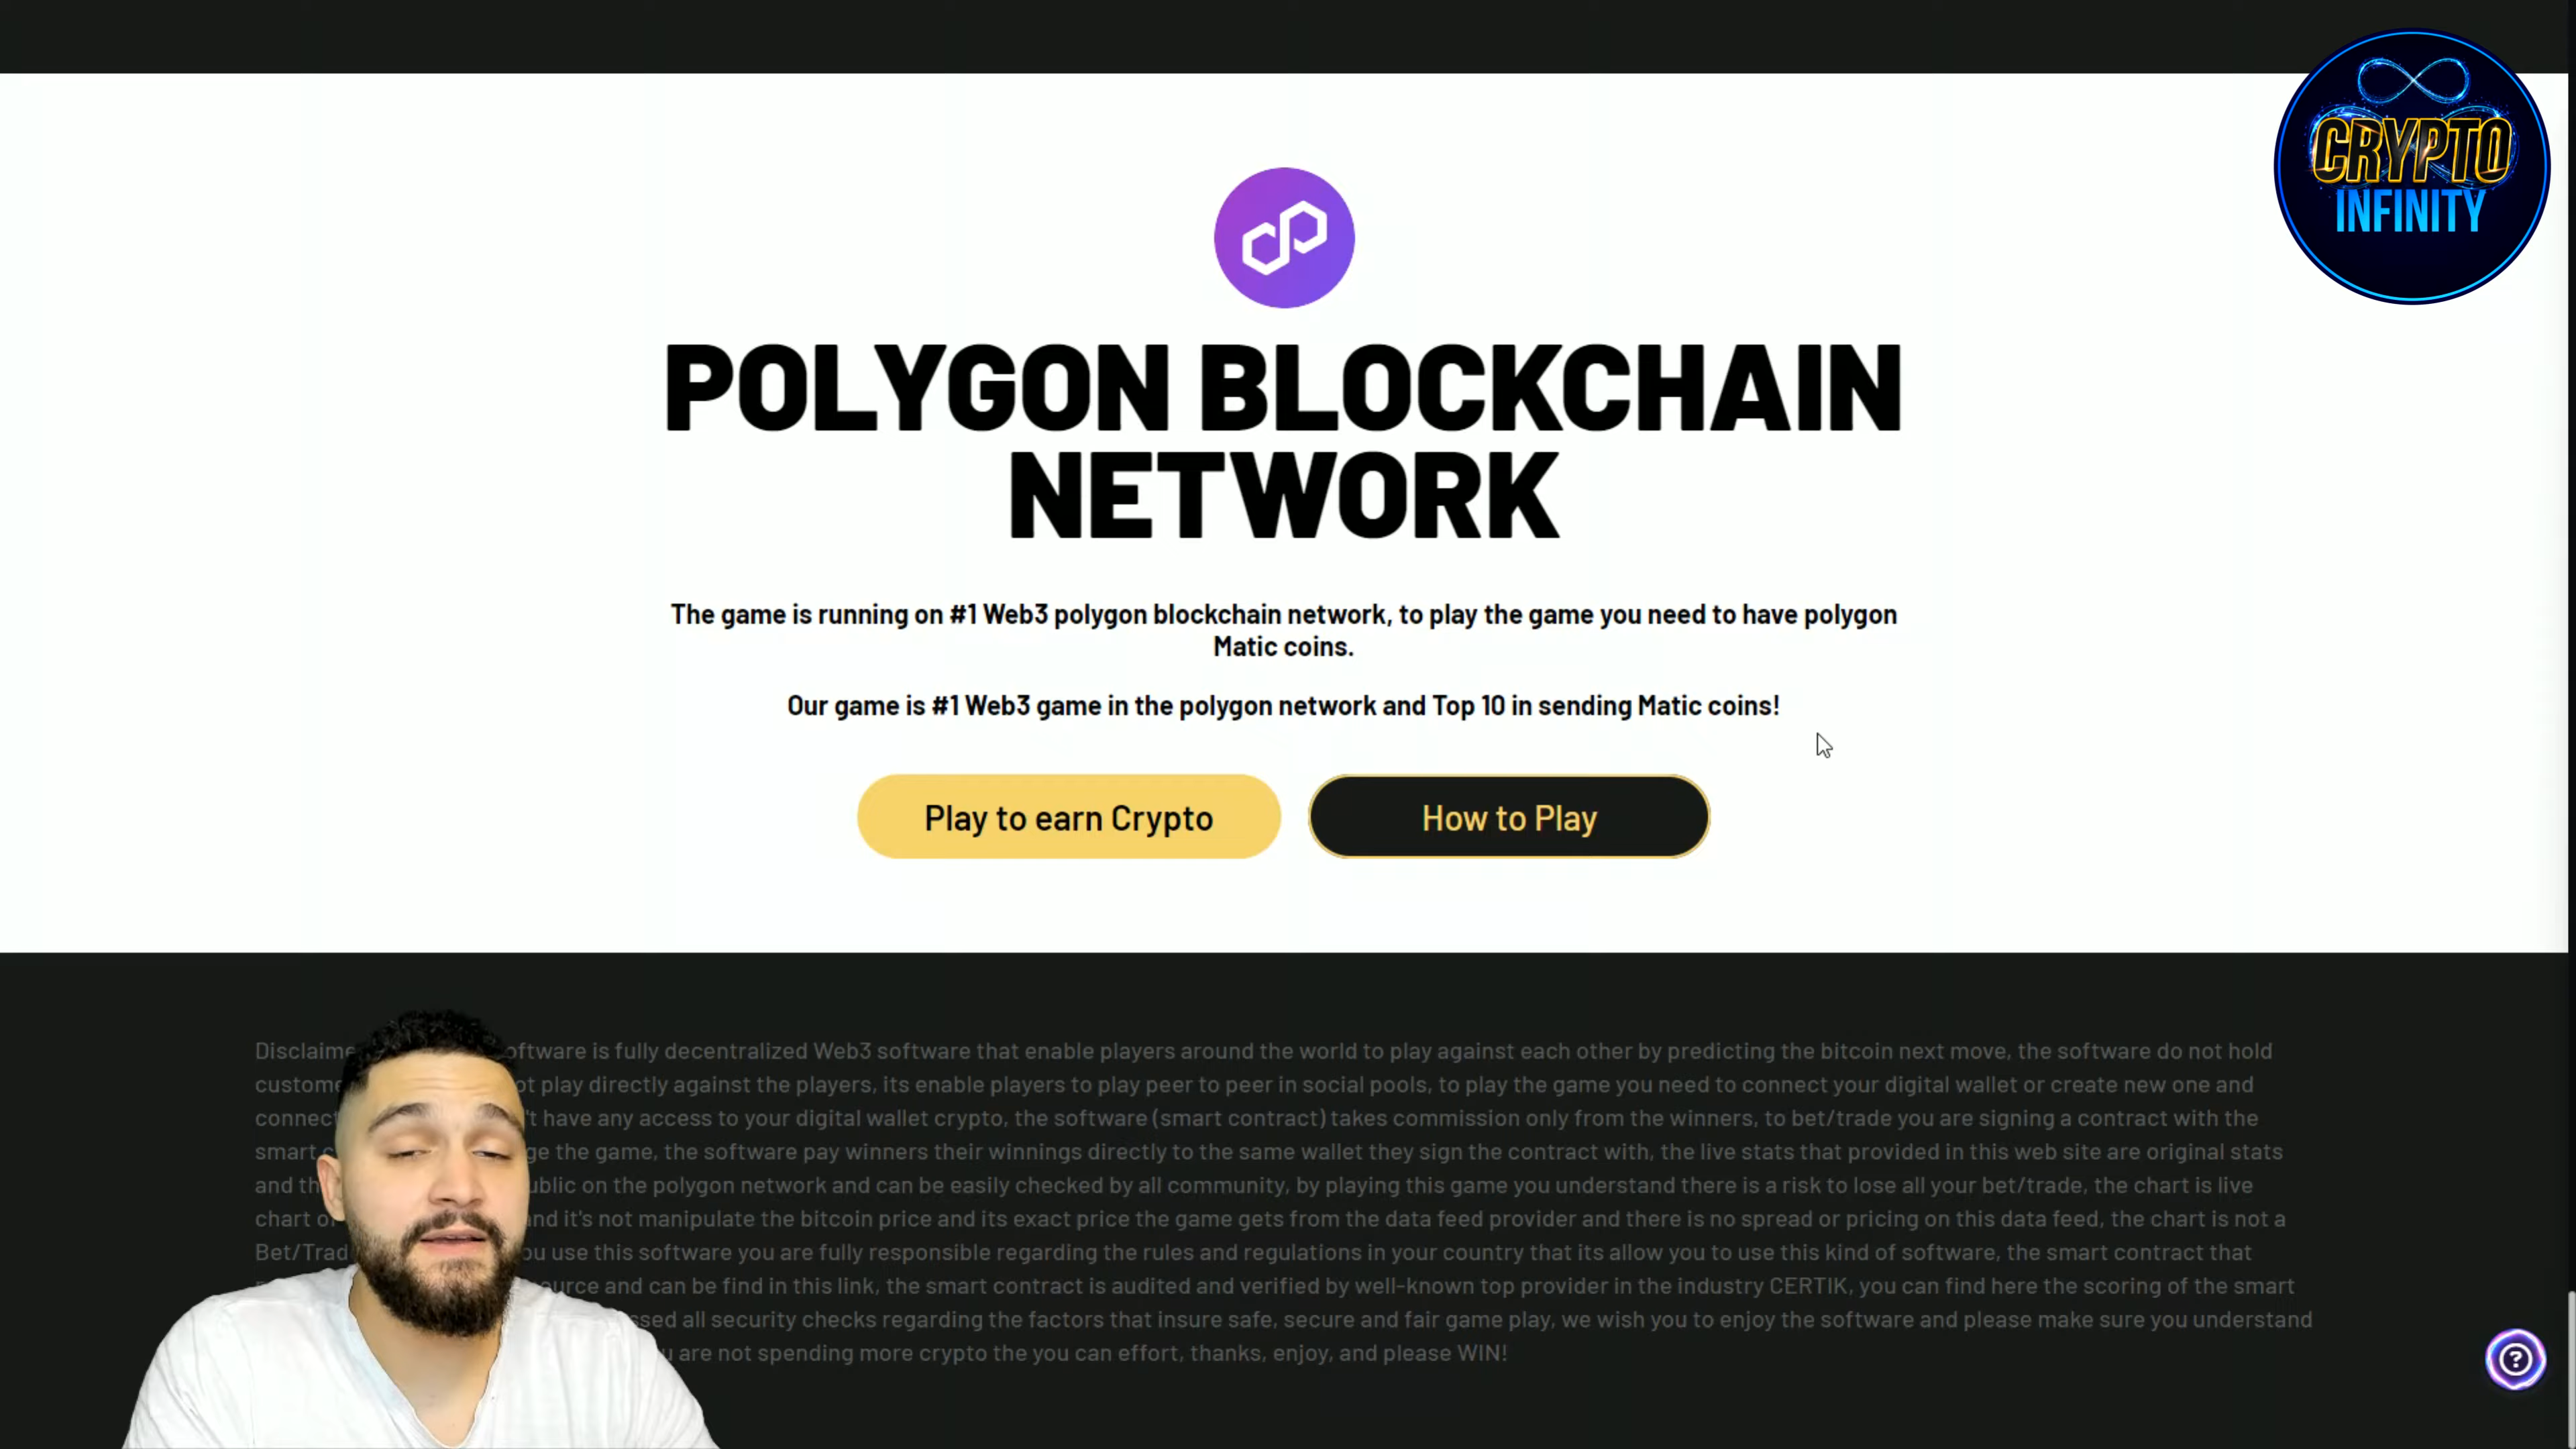 CRYPTO
INFINITY
POLYGON BLOCKCHAIN
NETWORK
The game is running on #1 Web3 polygon blockchain network, to play the game you need to have polygon
Matic coins.
Our game is #1 Web3 game in the polygon network and Top 10 in sending Matic coins!
Play to earn Crypto
How to Play
Disclaime oftware is fully decentralized Web3 software that enable players around the world to play against each other by predicting the bitcoin next move, the software do not hold
custome ot play directly against the players, its enable players to play peer to peer in social pools, to play the game you need to connect your digital wallet or create new one and
connect 't have any access to your digital wallet crypto, the software (smart contract) takes commission only from the winners, to bet/trade you are signing a contract with the
smart ge the game, the software pay winners their winnings directly to the same wallet they sign the contract with, the live stats that provided in this web site are original stats
and th ublic on the polygon network and can be easily checked by all community, by playing this game you understand there is a risk to lose all your bet/trade, the chart is live
chart o nd it's not manipulate the bitcoin price and its exact price the game gets from the data feed provider and there is no spread or pricing on this data feed, the chart is not a
Bet/Trad ou use this software you are fully responsible regarding the rules and regulations in your country that its allow you to use this kind of software, the smart contract that
urce and can be find in this link, the smart contract is audited and verified by well-known top provider in the industry CERTIK, you can find here the scoring of the smart
ssed all security checks regarding the factors that insure safe, secure and fair game play, we wish you to enjoy the software and please make sure you understand
u are not spending more crypto the you can effort, thanks, enjoy, and please WIN!